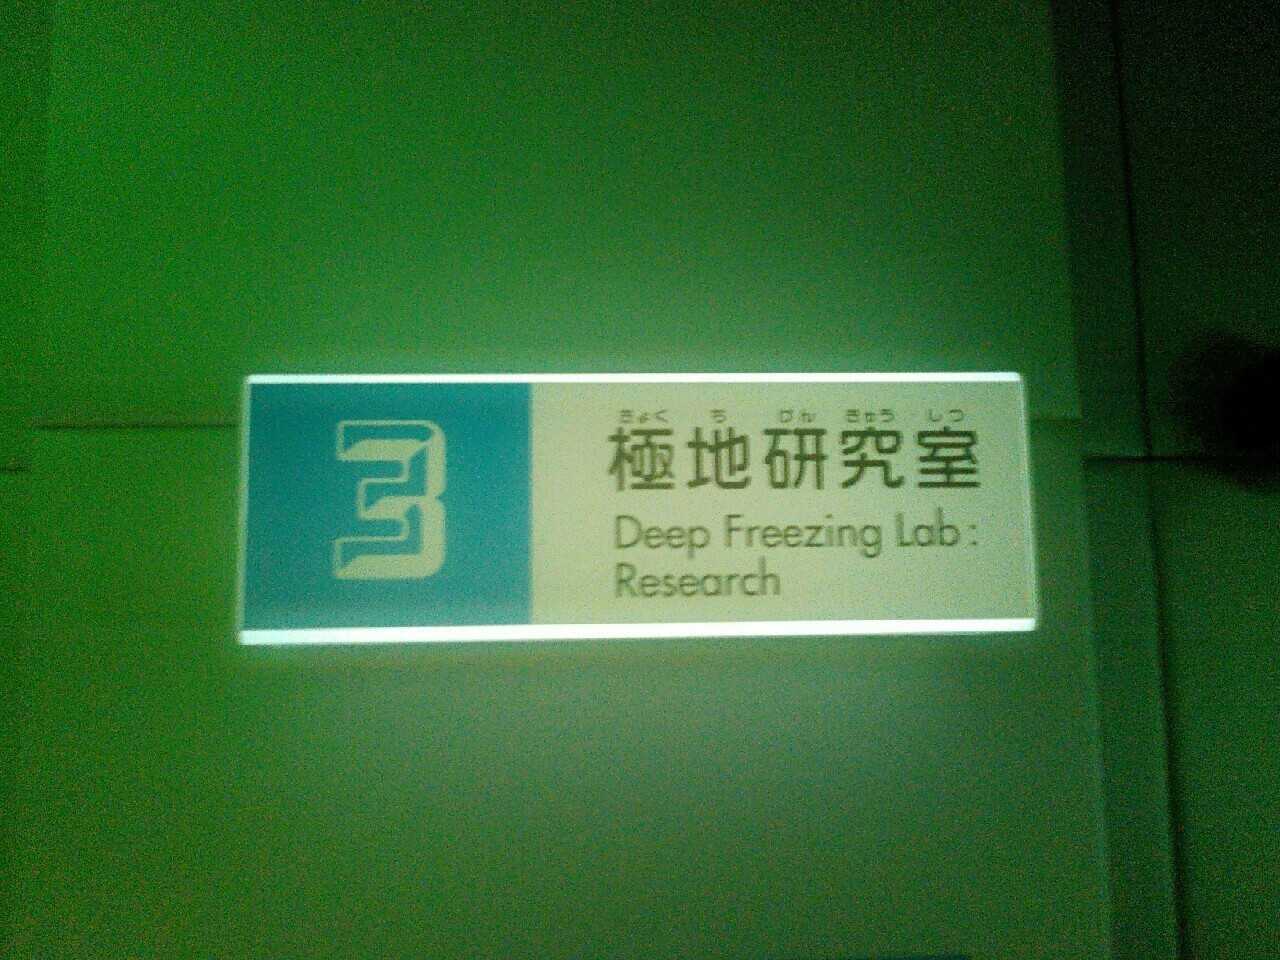 3
きょく ち けん きゅう しつ
極地研究室
Deep Freezing Lab:
Research